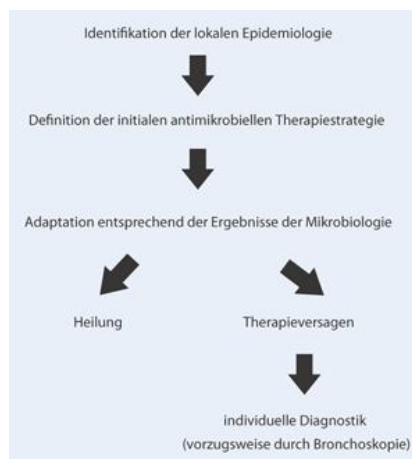 Identifikation der lokalen Epidemiologie
Definition der initialen antimikrobiellen Therapiestrategie
Adaptation entsprechend der Ergebnisse der Mikrobiologie
Heilung
Therapieversagen
individuelle Diagnostik
(vorzugsweise durch Bronchoskopie)